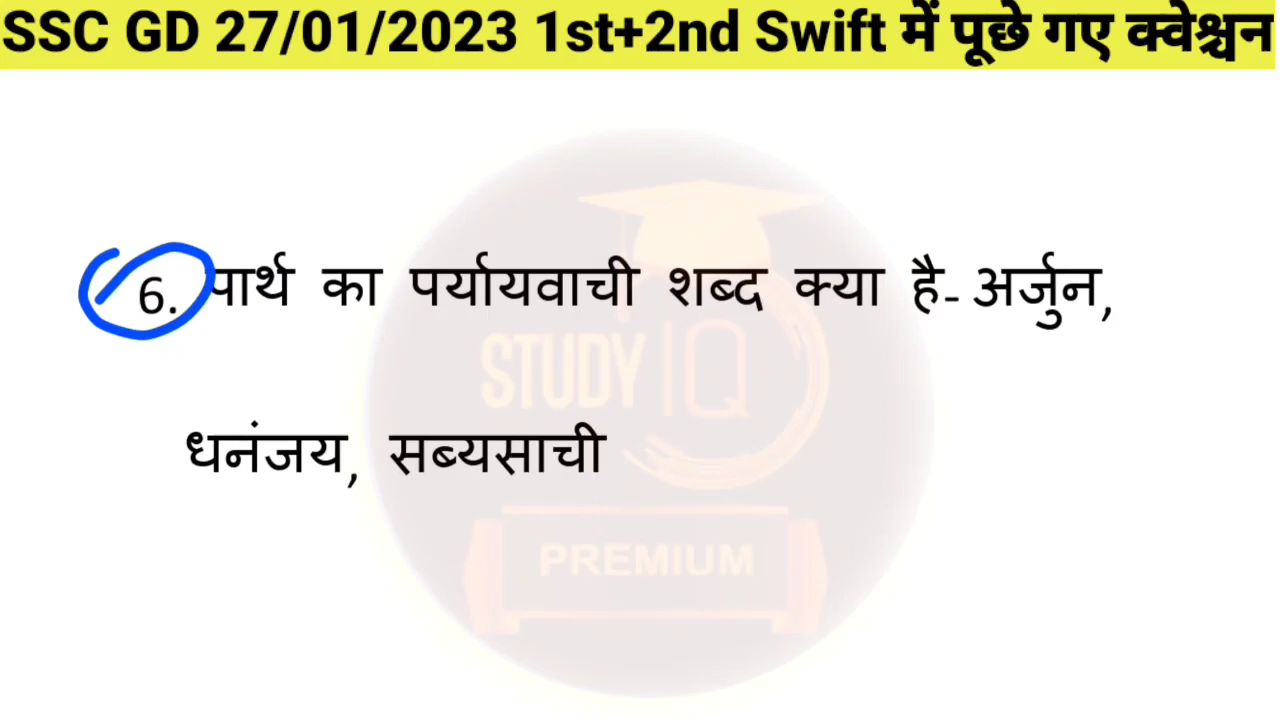 SSC GD 27/01/2023 1st+2nd Swift में पूछे गए क्वेश्चन
6. पार्थ का पर्यायवाची शब्द क्या है- अर्जुन,
धनंजय, सब्यसाची
STUDY IQ
PREMIUM